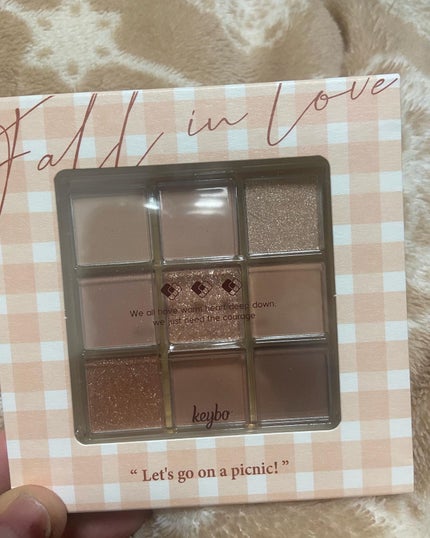 Fall in Love
We all have warm heart deep down.
we just need the courage
keybo
“ Let's go on a picnic! ”